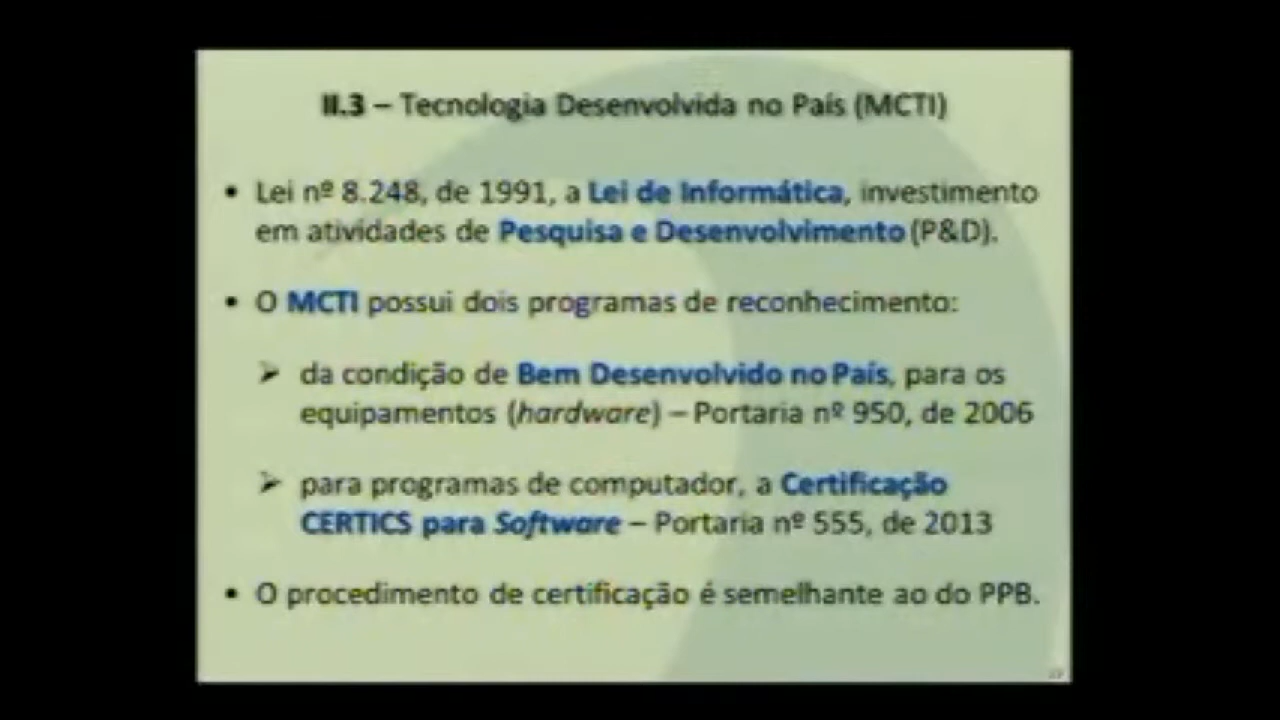 II.3 – Tecnologia Desenvolvida no País (MCTI)
• Lei nº 8.248, de 1991, a Lei de Informática, investimento
em atividades de Pesquisa e Desenvolvimento (P&D).
• O MCTI possui dois programas de reconhecimento:
➢ da condição de Bem Desenvolvido no País, para os
equipamentos (hardware) – Portaria nº 950, de 2006
➢ para programas de computador, a Certificação
CERTICS para Software – Portaria nº 555, de 2013
• O procedimento de certificação é semelhante ao do PPB.